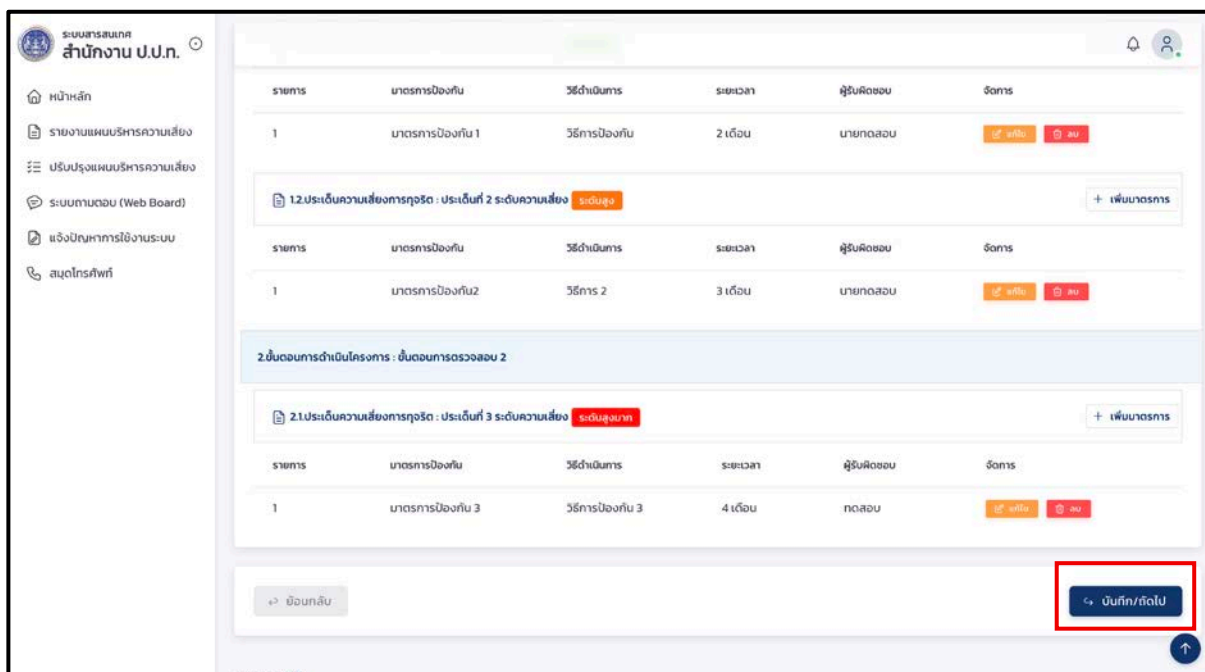 ระบบสารสนเทศ
สำนักงาน ป.ป.ท.
หน้าหลัก
รายงานแผนบริหารความเสี่ยง
ปรับปรุงแผนบริหารความเสี่ยง
ระบบถามตอบ (Web Board)
แจ้งปัญหาการใช้งานระบบ
สมุดโทรศัพท์
รายการ มาตรการป้องกัน วิธีดำเนินการ ระยะเวลา ผู้รับผิดชอบ จัดการ
1 มาตรการป้องกัน 1 วิธีการป้องกัน 2 เดือน นายทดสอบ แก้ไข ลบ
1.2.ประเด็นความเสี่ยงการทุจริต : ประเด็นที่ 2 ระดับความเสี่ยง ระดับสูง + เพิ่มมาตรการ
รายการ มาตรการป้องกัน วิธีดำเนินการ ระยะเวลา ผู้รับผิดชอบ จัดการ
1 มาตรการป้องกัน2 วิธีการ 2 3 เดือน นายทดสอบ แก้ไข ลบ
2.ขั้นตอนการดำเนินโครงการ : ขั้นตอนการตรวจสอบ 2
2.1.ประเด็นความเสี่ยงการทุจริต : ประเด็นที่ 3 ระดับความเสี่ยง ระดับสูงมาก + เพิ่มมาตรการ
รายการ มาตรการป้องกัน วิธีดำเนินการ ระยะเวลา ผู้รับผิดชอบ จัดการ
1 มาตรการป้องกัน 3 วิธีการป้องกัน 3 4 เดือน ทดสอบ แก้ไข ลบ
ย้อนกลับ บันทึก/ถัดไป